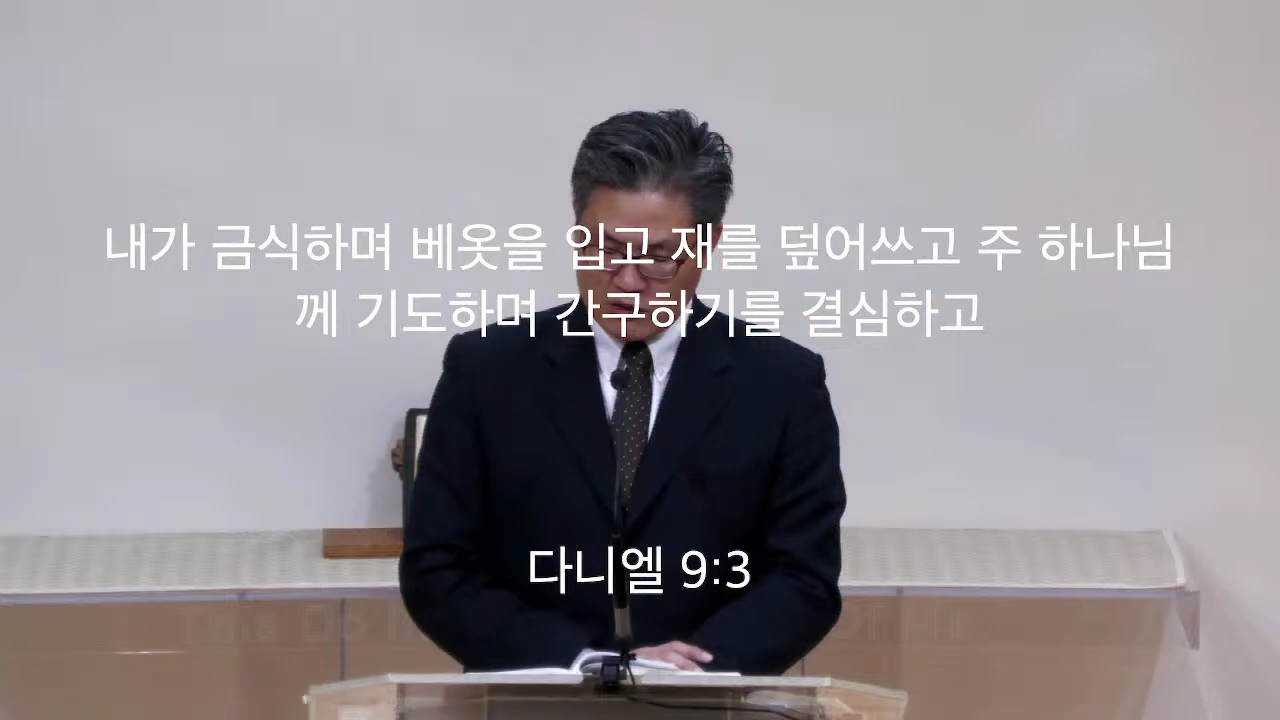 내가 금식하며 베옷을 입고 재를 덮어쓰고 주 하나님
께 기도하며 간구하기를 결심하고
다니엘 9:3